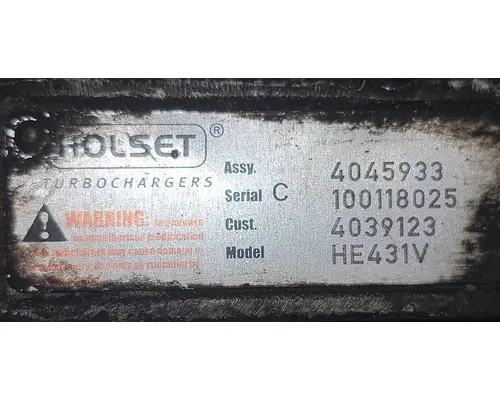 HOLSET®
TURBOCHARGERS
WARNING:
Assy. 4045933
Serial C 100118025
Cust. 4039123
Model HE431V